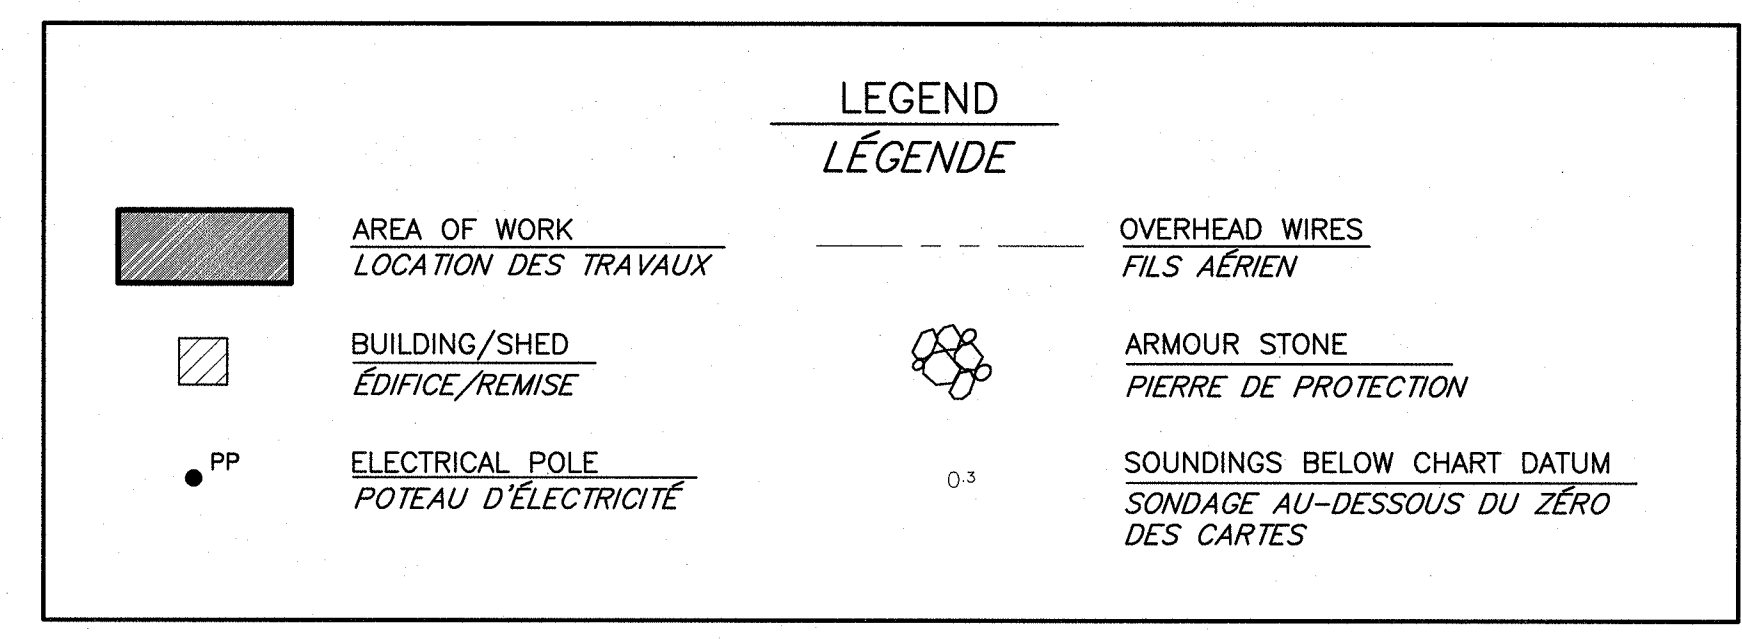 LEGEND
LÉGENDE
AREA OF WORK
LOCATION DES TRAVAUX
OVERHEAD WIRES
FILS AÉRIEN
BUILDING/SHED
ÉDIFICE/REMISE
ARMOUR STONE
PIERRE DE PROTECTION
PP
ELECTRICAL POLE
POTEAU D'ÉLECTRICITÉ
0.3
SOUNDINGS BELOW CHART DATUM
SONDAGE AU-DESSOUS DU ZÉRO
DES CARTES